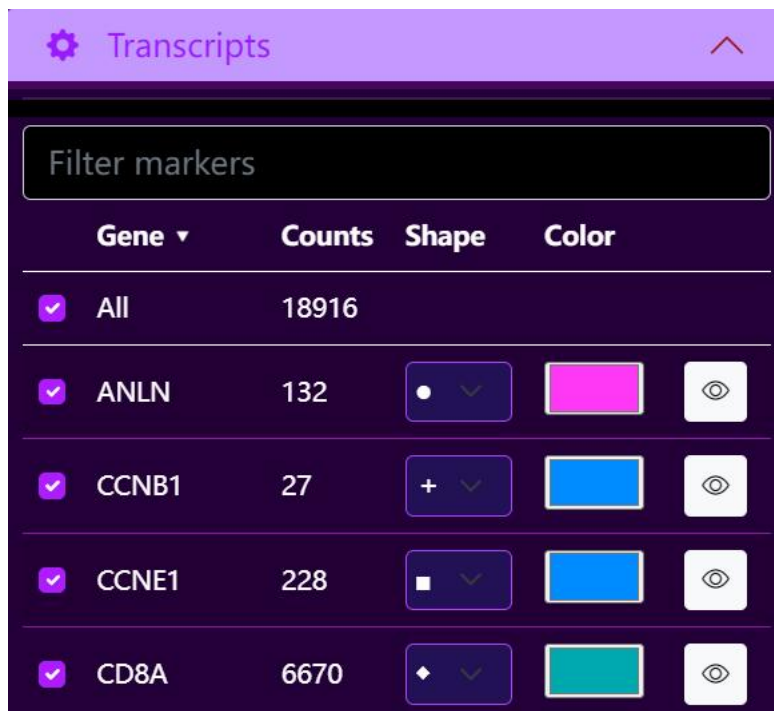 Transcripts
Filter markers
Gene ▼ Counts Shape Color
All 18916
ANLN 132
CCNB1 27
CCNE1 228
CD8A 6670